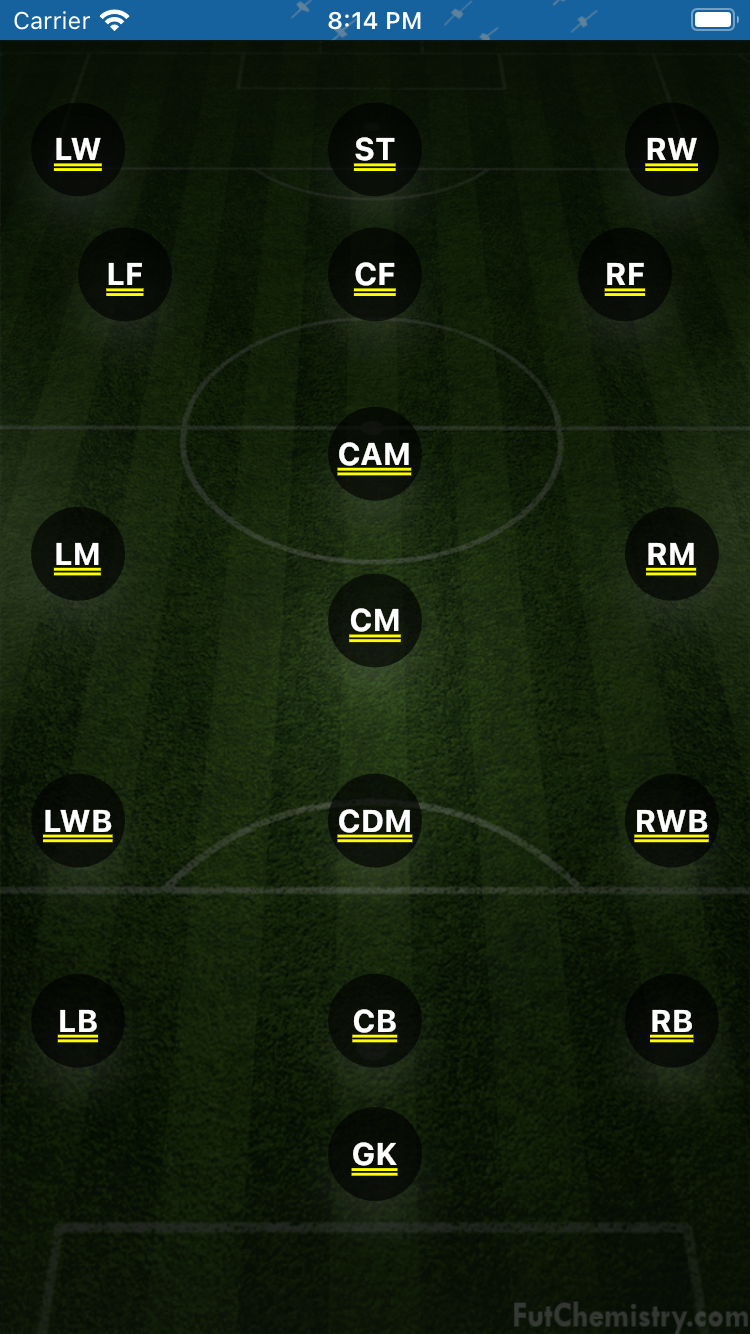 Carrier 8:14 PM
LW ST RW
LF CF RF
CAM
LM RM
CM
LWB CDM RWB
LB CB RB
GK
FutChemistry.com